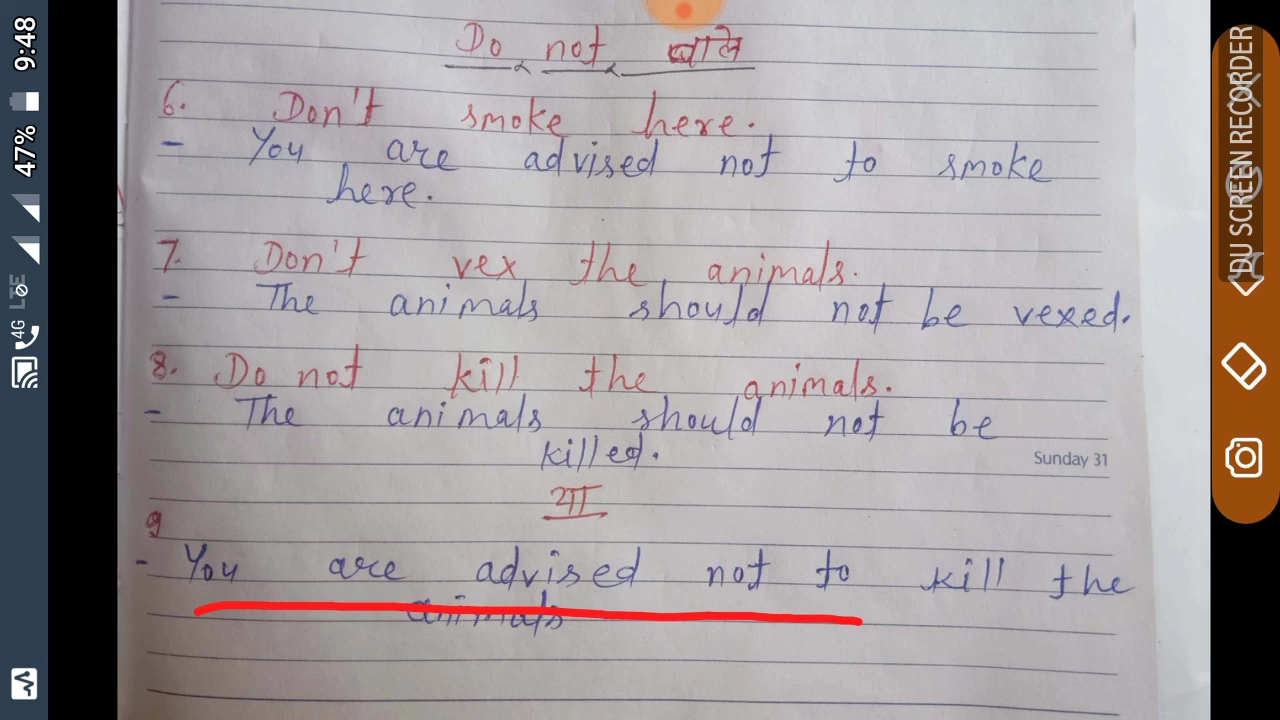 9:48
47%
4G LTE
DU SCREEN RECORDER
Do not वाले
6. Don't smoke here.
- You are advised not to smoke
here.
7. Don't vex the animals.
- The animals should not be vexed.
8. Do not kill the animals.
- The animals should not be
killed.
Sunday 31
या
9
- You are advised not to kill the
animals